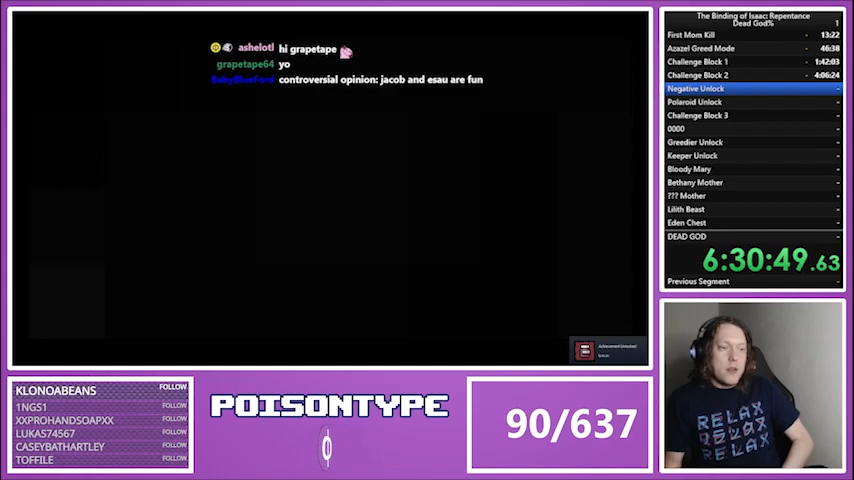 ashelotl hi grapetape
grapetape64 yo
BabyBlueFord controversial opinion: jacob and esau are fun
Achievement Unlocked!
The Binding of Isaac: Repentance
Dead God% 1
First Mom Kill - 13:22
Azazel Greed Mode - 46:38
Challenge Block 1 - 1:42:03
Challenge Block 2 - 4:06:24
Negative Unlock -
Polaroid Unlock -
Challenge Block 3 -
0000 -
Greedier Unlock -
Keeper Unlock -
Bloody Mary -
Bethany Mother -
??? Mother -
Lilith Beast -
Eden Chest -
DEAD GOD -
6:30:49.63
Previous Segment -
KLONOABEANS FOLLOW
1NGS1 FOLLOW
XXPROHANDSOAPXX FOLLOW
LUKAS74567 FOLLOW
CASEYBATHARTLEY FOLLOW
TOFFILE FOLLOW
POISONTYPE
0
90/637
RELAX
RELAX
RELAX